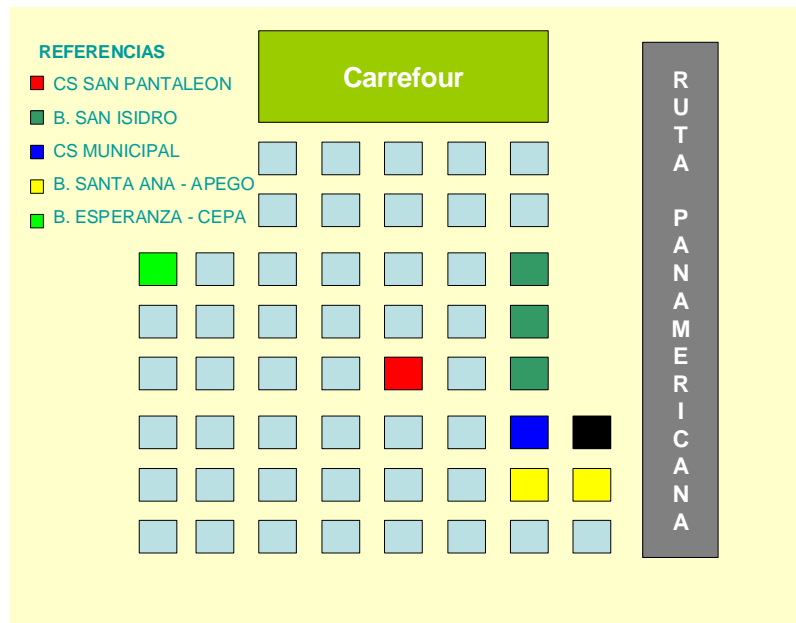 REFERENCIAS
CS SAN PANTALEON
B. SAN ISIDRO
CS MUNICIPAL
B. SANTA ANA - APEGO
B. ESPERANZA - CEPA
Carrefour
RUTA PANAMERICANA